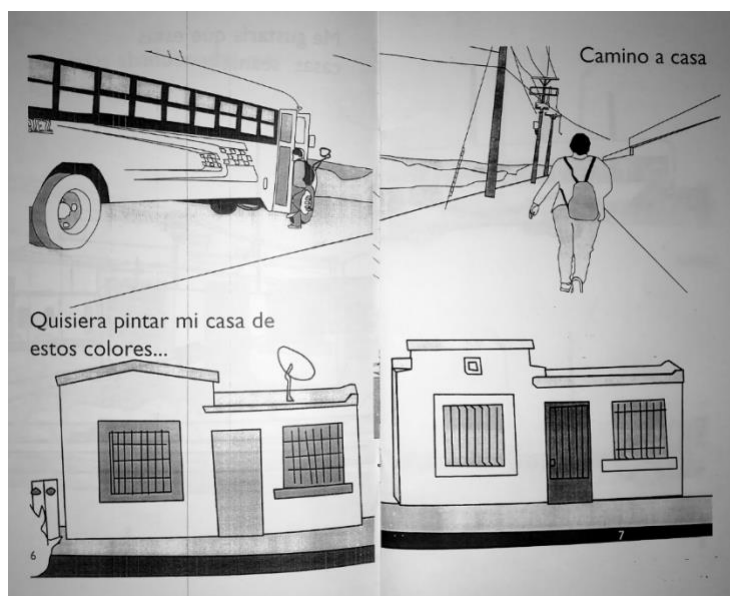 Quisiera pintar mi casa de
estos colores...
6
Camino a casa
7